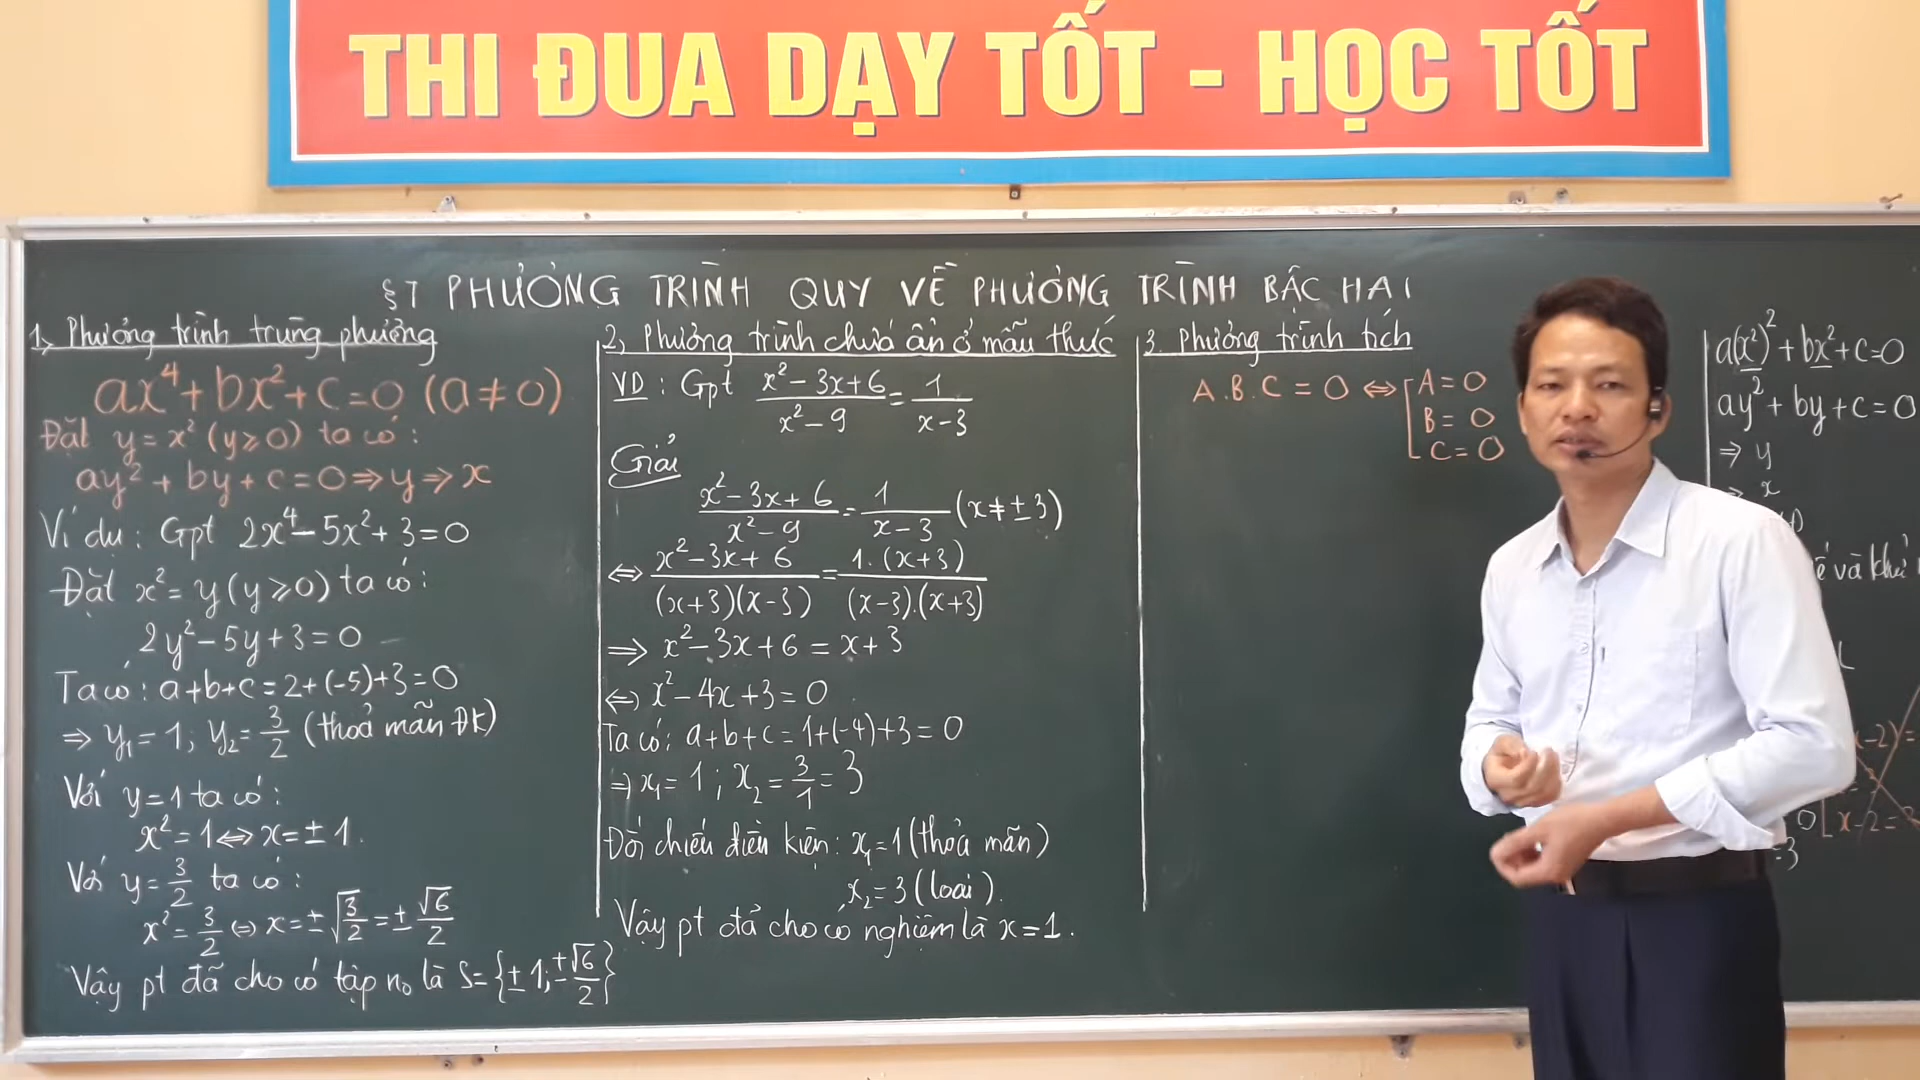 THI ĐUA DẠY TỐT - HỌC TỐT
§7 PHƯƠNG TRÌNH QUY VỀ PHƯƠNG TRÌNH BẬC HAI
1, Phương trình trùng phương
ax⁴ + bx² + c = 0 (a ≠ 0)
Đặt y = x² (y ⩾ 0) ta có :
ay² + by + c = 0 ⇒ y ⇒ x
Ví dụ : Gpt 2x⁴ - 5x² + 3 = 0
Đặt x² = y (y ⩾ 0) ta có :
2y² - 5y + 3 = 0
Ta có : a + b + c = 2 + (-5) + 3 = 0
⇒ y₁ = 1 ; y₂ = 3/2 (thoả mãn ĐK)
Với y = 1 ta có :
x² = 1 ⇔ x = ± 1 .
Với y = 3/2 ta có :
x² = 3/2 ⇔ x = ± √(3/2) = ± √6/2
Vậy pt đã cho có tập nₒ là S = {± 1; ± √6/2}
2, Phương trình chứa ẩn ở mẫu thức
VD : Gpt (x² - 3x + 6)/(x² - 9) = 1/(x - 3)
Giải
(x² - 3x + 6)/(x² - 9) = 1/(x - 3) (x ≠ ± 3)
⇔ (x² - 3x + 6)/((x + 3)(x - 3)) = 1.(x + 3)/((x - 3).(x + 3))
⇒ x² - 3x + 6 = x + 3
⇔ x² - 4x + 3 = 0
Ta có : a + b + c = 1 + (-4) + 3 = 0
⇒ x₁ = 1 ; x₂ = 3/1 = 3
Đối chiếu điều kiện : x₁ = 1 (thỏa mãn)
x₂ = 3 (loại).
Vậy pt đã cho có nghiệm là x = 1 .
3. Phương trình tích
A . B . C = 0 ⇔ [ A = 0
B = 0
C = 0
a(x²)² + bx² + c = 0
ay² + by + c = 0
⇒ y
⇒ x
và khử
x - 2 =